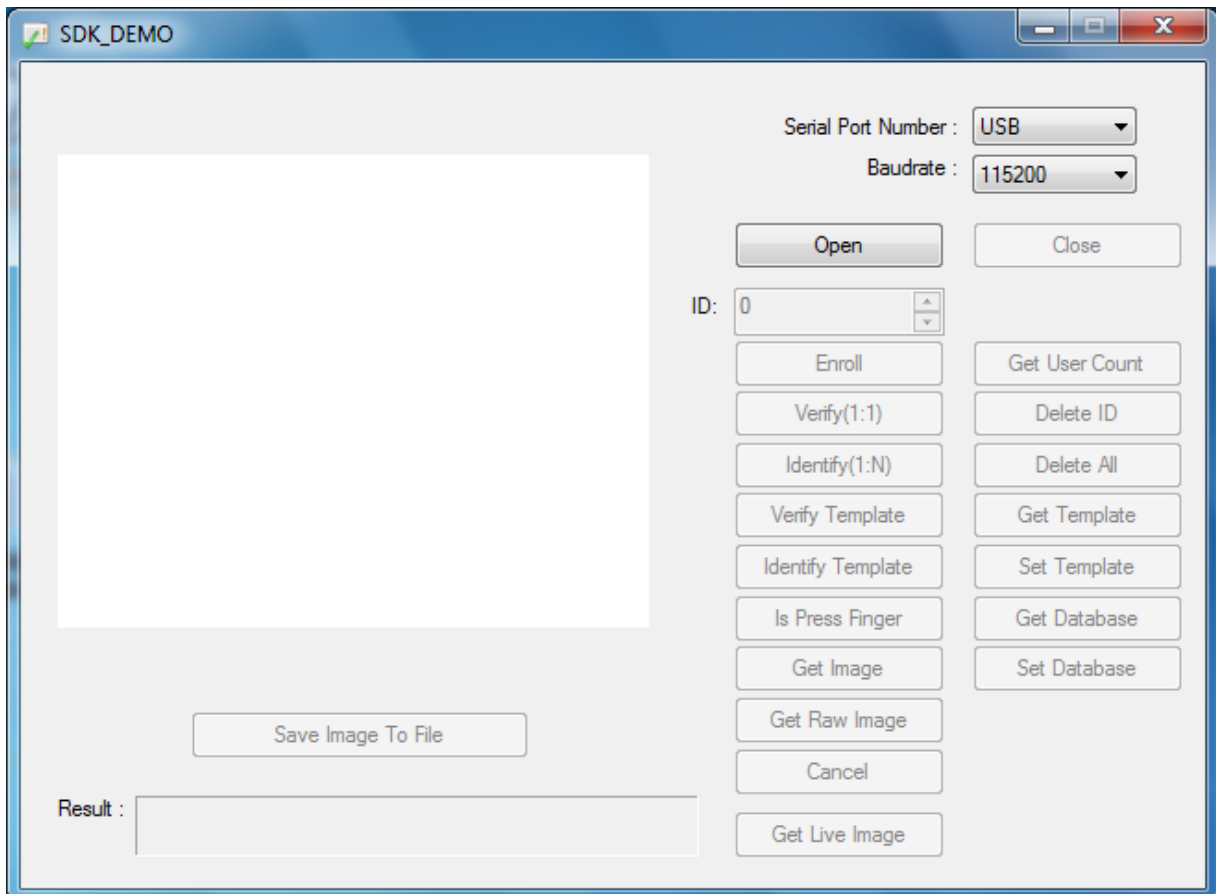 SDK_DEMO
Serial Port Number : USB
Baudrate : 115200
Open Close
ID: 0
Enroll Get User Count
Verify(1:1) Delete ID
Identify(1:N) Delete All
Verify Template Get Template
Identify Template Set Template
Is Press Finger Get Database
Get Image Set Database
Get Raw Image
Save Image To File
Cancel
Result :
Get Live Image